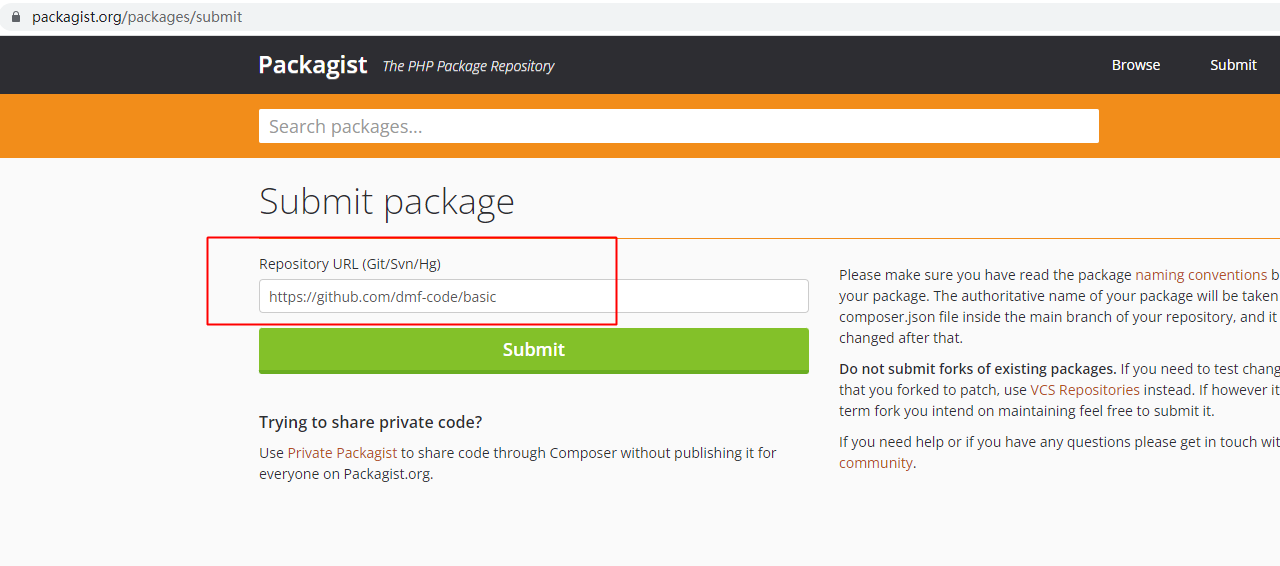 packagist.org/packages/submit
Packagist The PHP Package Repository Browse Submit
Search packages...
Submit package
Repository URL (Git/Svn/Hg)
https://github.com/dmf-code/basic
Submit
Trying to share private code?
Use Private Packagist to share code through Composer without publishing it for
everyone on Packagist.org.
Please make sure you have read the package naming conventions b
your package. The authoritative name of your package will be taken
composer.json file inside the main branch of your repository, and it
changed after that.
Do not submit forks of existing packages. If you need to test chang
that you forked to patch, use VCS Repositories instead. If however it
term fork you intend on maintaining feel free to submit it.
If you need help or if you have any questions please get in touch wit
community.